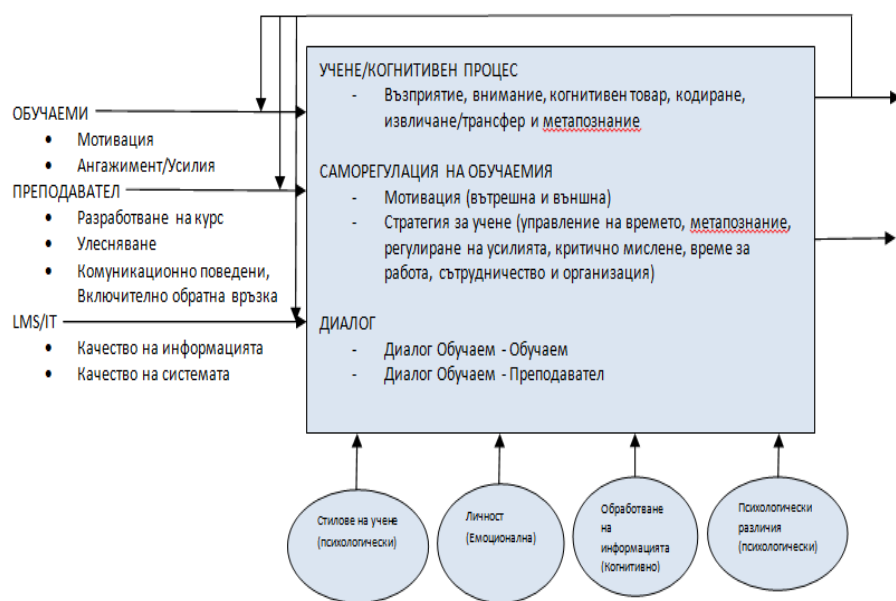 ОБУЧАЕМИ
• Мотивация
• Ангажимент/Усилия
ПРЕПОДАВАТЕЛ
• Разработване на курс
• Улесняване
• Комуникационно поведени,
Включително обратна връзка
LMS/IT
• Качество на информацията
• Качество на системата
УЧЕНЕ/КОГНИТИВЕН ПРОЦЕС
- Възприятие, внимание, когнитивен товар, кодиране,
извличане/трансфер и метапознание
САМОРЕГУЛАЦИЯ НА ОБУЧАЕМИЯ
- Мотивация (вътрешна и външна)
- Стратегия за учене (управление на времето, метапознание,
регулиране на усилията, критично мислене, време за
работа, сътрудничество и организация)
ДИАЛОГ
- Диалог Обучаем - Обучаем
- Диалог Обучаем - Преподавател
Стилове на учене
(психологически)
Личност
(Емоционална)
Обработване
на
информацията
(Когнитивно)
Психологически
различия
(психологически)